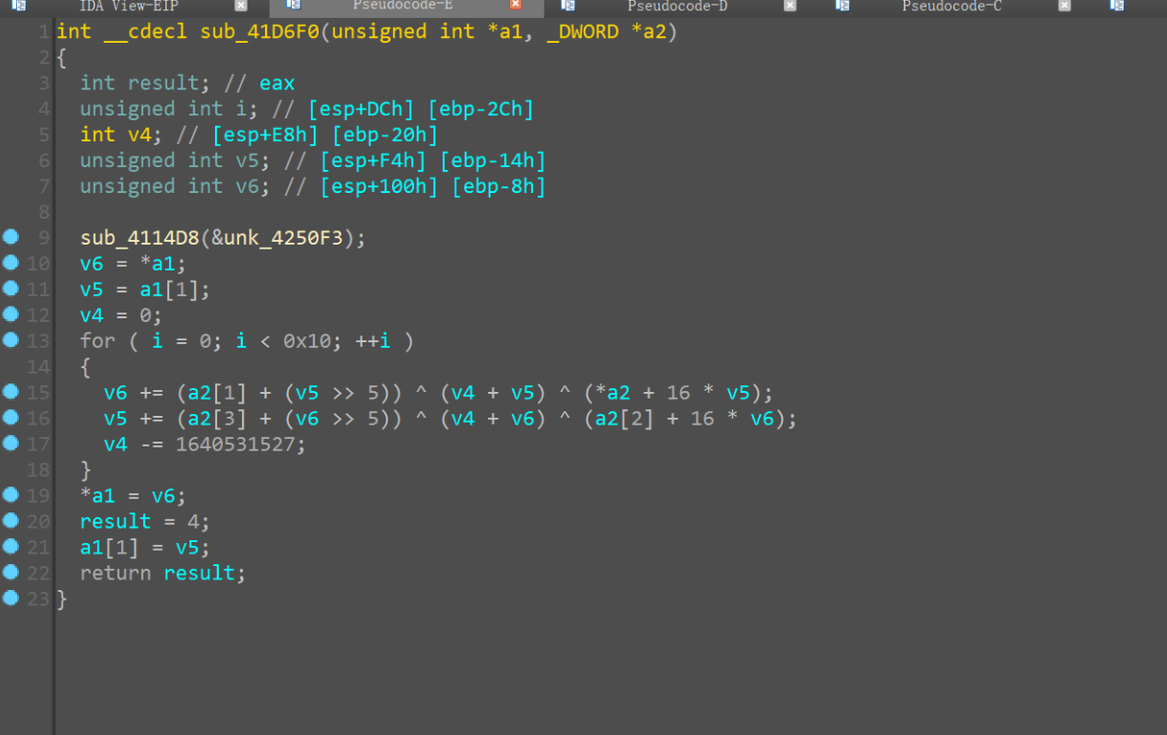 IDA View-EIP Pseudocode-E Pseudocode-D Pseudocode-C
1 int __cdecl sub_41D6F0(unsigned int *a1, _DWORD *a2)
2 {
3 int result; // eax
4 unsigned int i; // [esp+DCh] [ebp-2Ch]
5 int v4; // [esp+E8h] [ebp-20h]
6 unsigned int v5; // [esp+F4h] [ebp-14h]
7 unsigned int v6; // [esp+100h] [ebp-8h]
8
9 sub_4114D8(&unk_4250F3);
10 v6 = *a1;
11 v5 = a1[1];
12 v4 = 0;
13 for ( i = 0; i < 0x10; ++i )
14 {
15 v6 += (a2[1] + (v5 >> 5)) ^ (v4 + v5) ^ (*a2 + 16 * v5);
16 v5 += (a2[3] + (v6 >> 5)) ^ (v4 + v6) ^ (a2[2] + 16 * v6);
17 v4 -= 1640531527;
18 }
19 *a1 = v6;
20 result = 4;
21 a1[1] = v5;
22 return result;
23 }